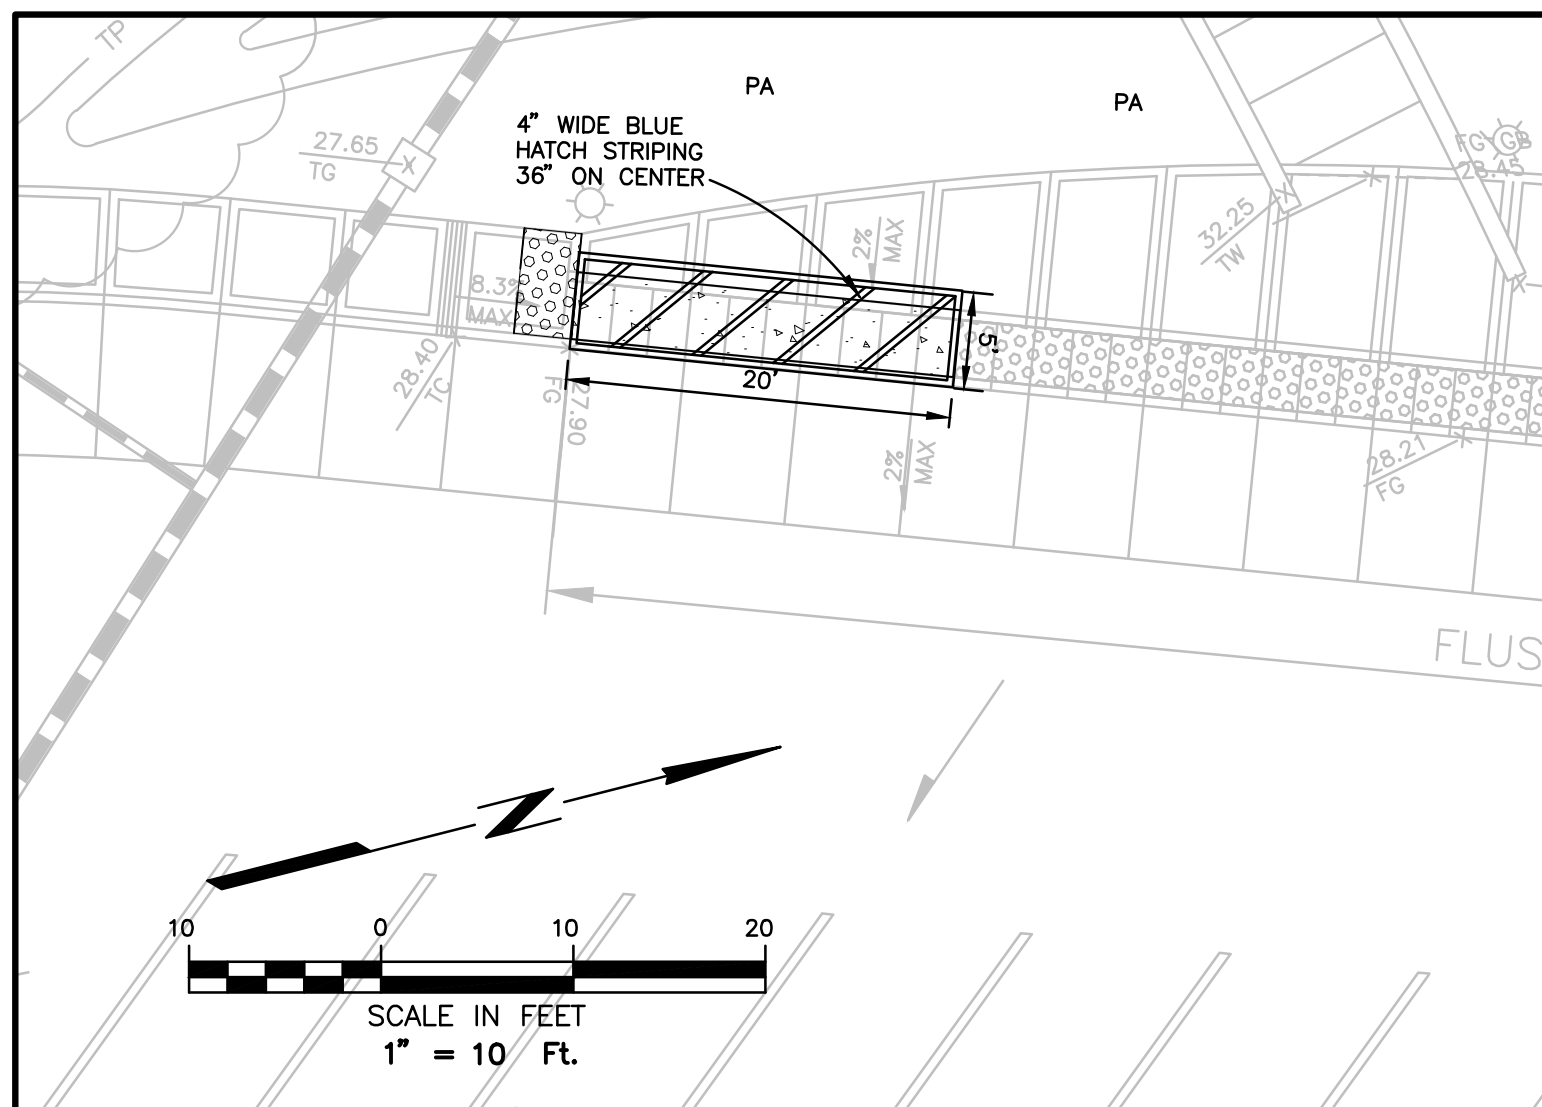 TP
PA
PA
4” WIDE BLUE
HATCH STRIPING
36” ON CENTER
27.65
TG
FG GB
28.45
32.25
TW
2%
MAX
8.3%
MAX
28.40
TC
FG
27.90
20'
5'
2%
MAX
28.21
FG
FLUS
N
10 0 10 20
SCALE IN FEET
1” = 10 Ft.